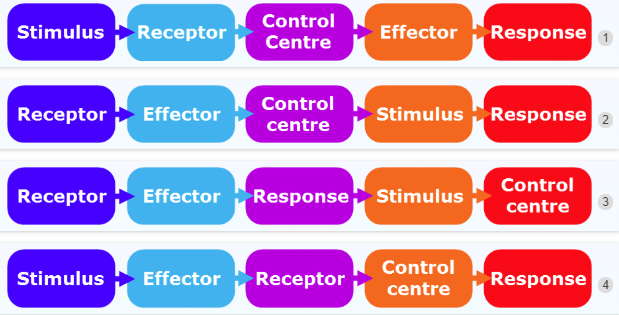 Stimulus Receptor Control Centre Effector Response 1
Receptor Effector Control centre Stimulus Response 2
Receptor Effector Response Stimulus Control centre 3
Stimulus Effector Receptor Control centre Response 4